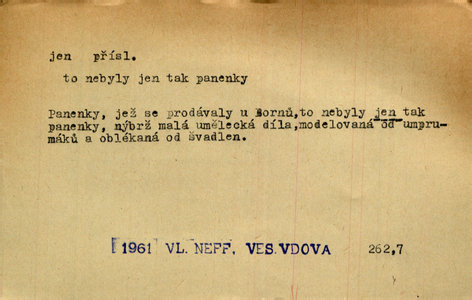 jen přísl.
to nebyly jen tak panenky
Panenky, jež se prodávaly u Bornů,to nebyly jen tak
panenky, nýbrž malá umělecká díla,modelovaná od umpru-
máků a oblékaná od švadlen.
1961 VL. NEFF, VES. VDOVA 262,7